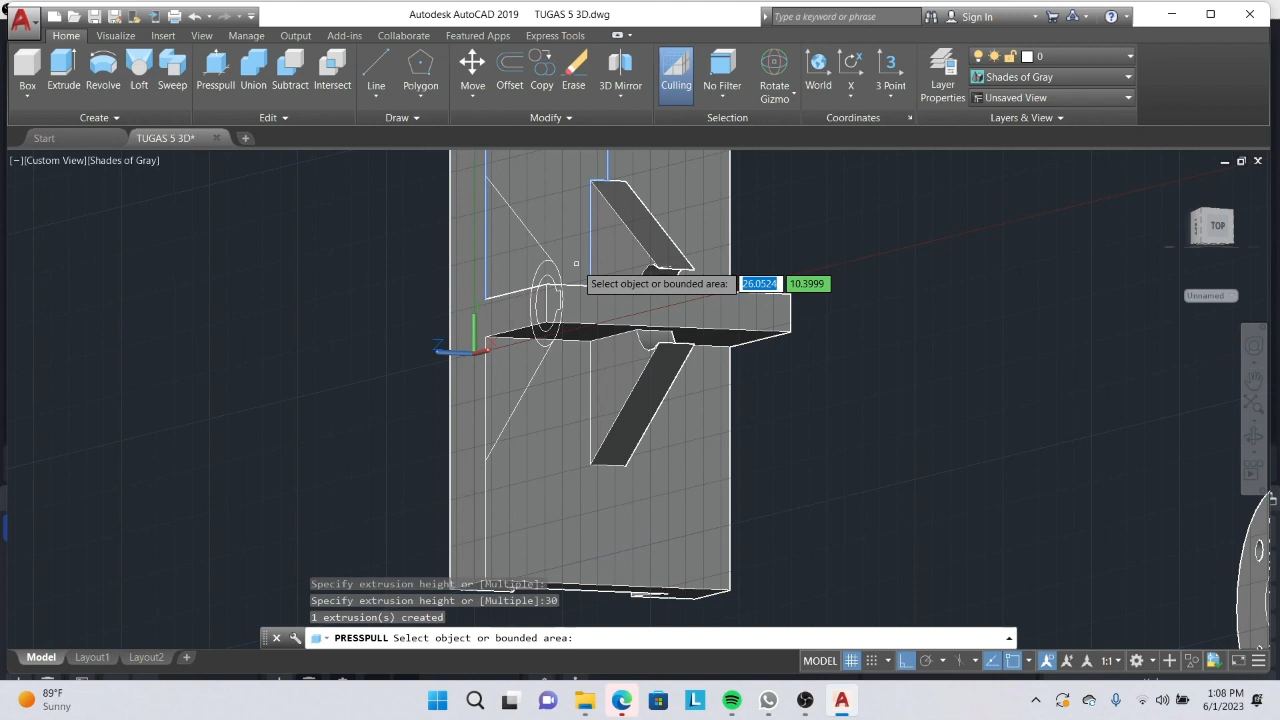 Autodesk AutoCAD 2019 TUGAS 5 3D.dwg
Type a keyword or phrase
Sign In
Home Visualize Insert View Manage Output Add-ins Collaborate Featured Apps Express Tools
Box Extrude Revolve Loft Sweep Presspull Union Subtract Intersect Line Polygon Move Offset Copy Erase 3D Mirror Culling No Filter Rotate Gizmo World X 3 Point Layer Properties
0
Shades of Gray
Unsaved View
Create Edit Draw Modify Selection Coordinates Layers & View
Start TUGAS 5 3D*
[−][Custom View][Shades of Gray]
TOP
Select object or bounded area: 26.0524 10.3999
Unnamed
Z
X
Specify extrusion height or [Multiple]:
Specify extrusion height or [Multiple]:30
1 extrusion(s) created
PRESSPULL Select object or bounded area:
Model Layout1 Layout2
MODEL
1:1
89°F
Sunny
1:08 PM
6/1/2023